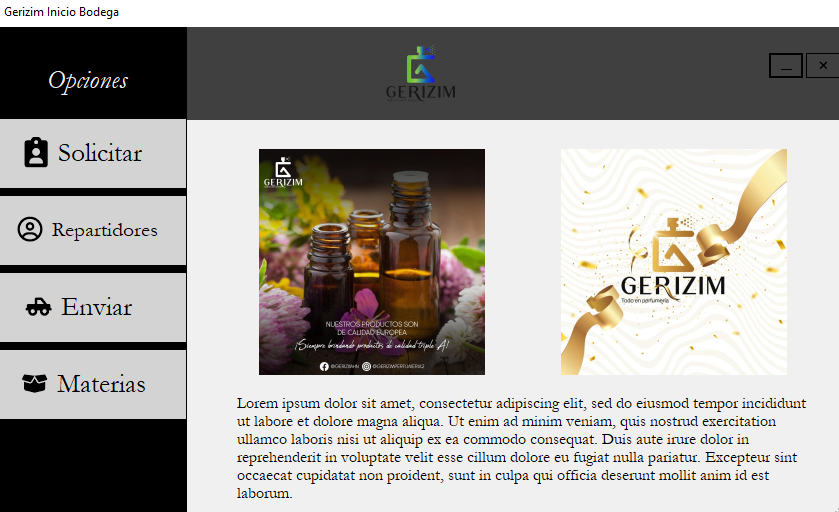 Gerizim Inicio Bodega
Opciones
GERIZIM
Solicitar
Repartidores
Enviar
Materias
GERIZIM
NUESTROS PRODUCTOS SON
DE CALIDAD EUROPEA
¡Siempre brindando productos de calidad triple A!
@GERIZIMPERFUMERIA2
GERIZIM
Todo en perfumería
Lorem ipsum dolor sit amet, consectetur adipiscing elit, sed do eiusmod tempor incididunt
ut labore et dolore magna aliqua. Ut enim ad minim veniam, quis nostrud exercitation
ullamco laboris nisi ut aliquip ex ea commodo consequat. Duis aute irure dolor in
reprehenderit in voluptate velit esse cillum dolore eu fugiat nulla pariatur. Excepteur sint
occaecat cupidatat non proident, sunt in culpa qui officia deserunt mollit anim id est
laborum.